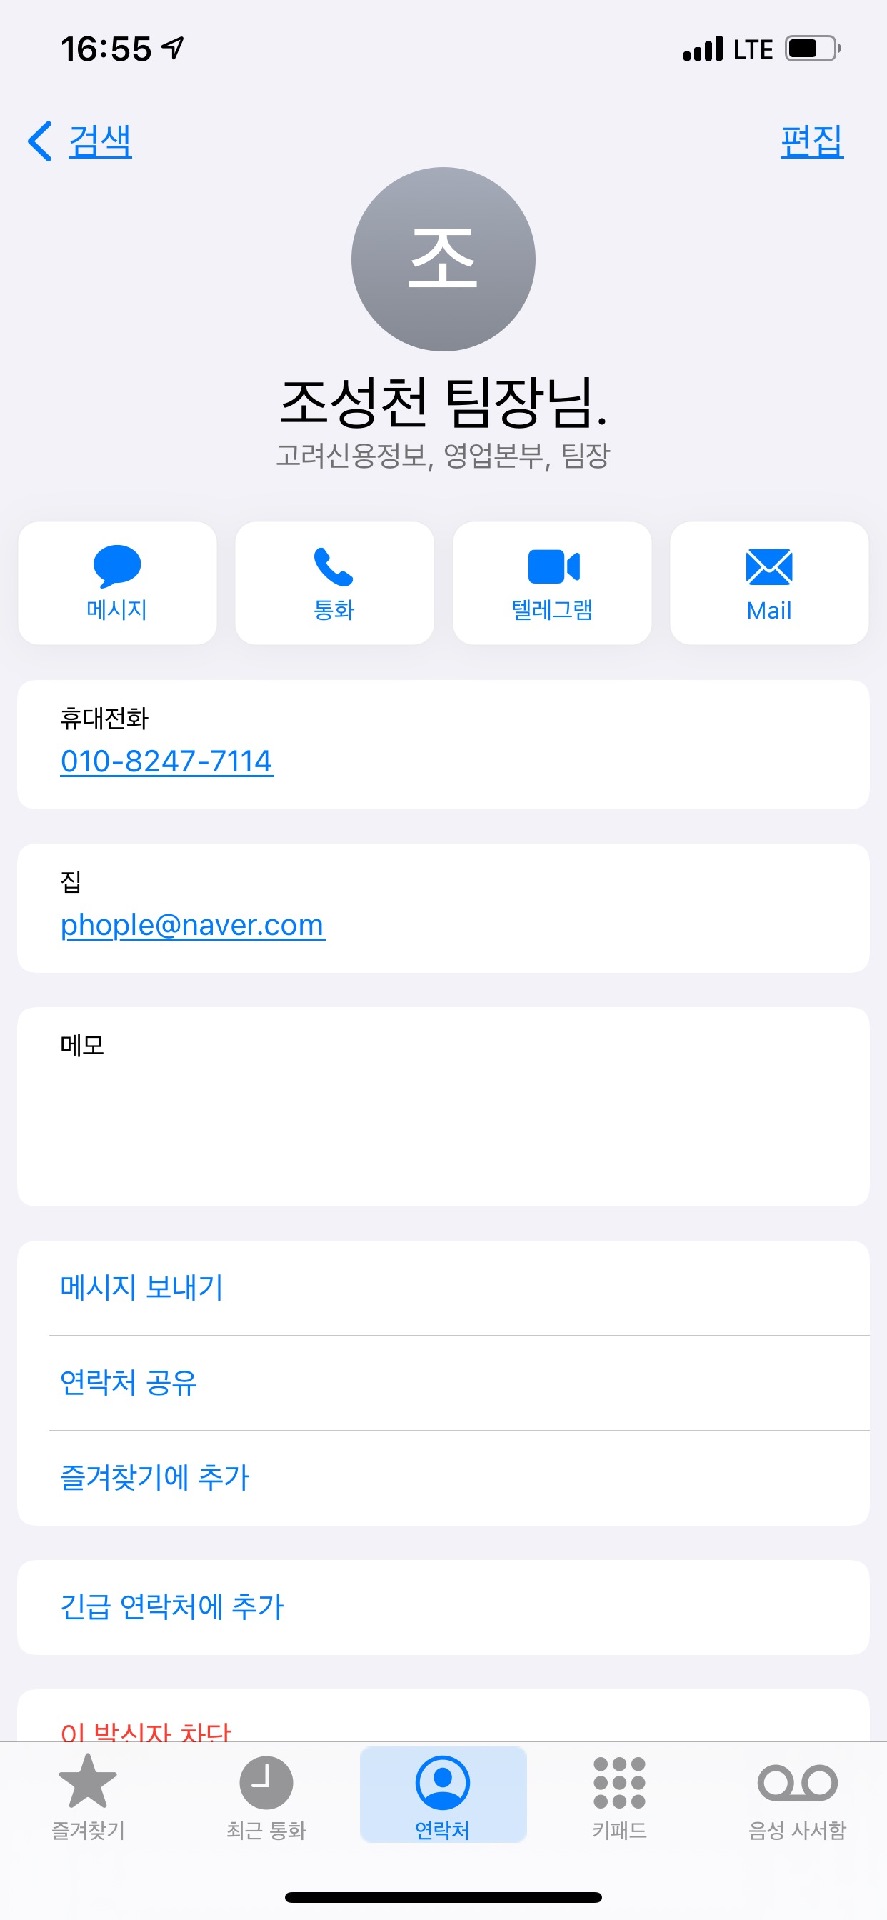 16:55 LTE
검색 편집
조
조성천 팀장님.
고려신용정보, 영업본부, 팀장
메시지 통화 텔레그램 Mail
휴대전화
010-8247-7114
집
phople@naver.com
메모
메시지 보내기
연락처 공유
즐겨찾기에 추가
긴급 연락처에 추가
이 발신자 차단
즐겨찾기 최근 통화 연락처 키패드 음성 사서함